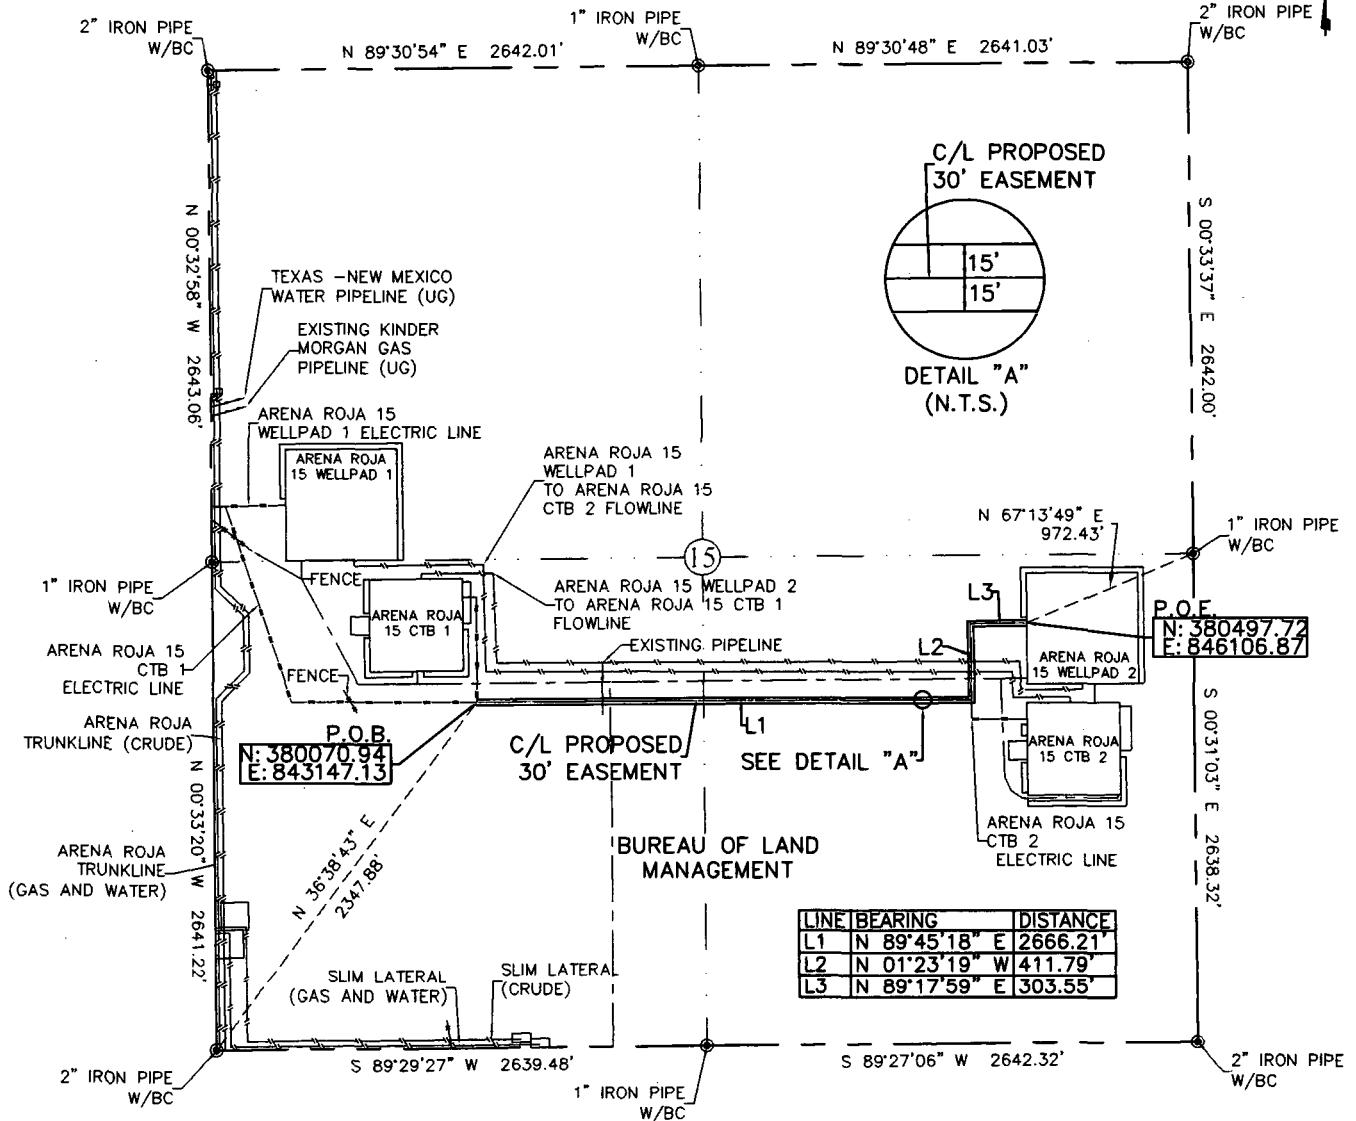 2" IRON PIPE
W/BC
N 89°30'54" E 2642.01'
1" IRON PIPE
W/BC
N 89°30'48" E 2641.03'
2" IRON PIPE
W/BC
C/L PROPOSED
30' EASEMENT
15'
15'
DETAIL "A"
(N.T.S.)
N 00°32'58" W 2643.06'
S 00°33'37" E 2642.00'
TEXAS -NEW MEXICO
WATER PIPELINE (UG)
EXISTING KINDER
MORGAN GAS
PIPELINE (UG)
ARENA ROJA 15
WELLPAD 1 ELECTRIC LINE
ARENA ROJA
15 WELLPAD 1
ARENA ROJA 15
WELLPAD 1
TO ARENA ROJA 15
CTB 2 FLOWLINE
N 67°13'49" E
972.43'
1" IRON PIPE
W/BC
15
1" IRON PIPE
W/BC
FENCE
ARENA ROJA
15 CTB 1
ARENA ROJA 15 WELLPAD 2
TO ARENA ROJA 15 CTB 1
FLOWLINE
EXISTING PIPELINE
L3
L2
P.O.E.
N: 380497.72
E: 846106.87
ARENA ROJA
15 WELLPAD 2
ARENA ROJA 15
CTB 1
ELECTRIC LINE
FENCE
ARENA ROJA
TRUNKLINE (CRUDE)
P.O.B.
N: 380070.94
E: 843147.13
C/L PROPOSED
30' EASEMENT
L1
SEE DETAIL "A"
ARENA ROJA
15 CTB 2
S 00°31'03" E 2638.32'
N 00°33'20" W 2641.22'
ARENA ROJA
TRUNKLINE
(GAS AND WATER)
N 36°38'43" E
2347.88'
BUREAU OF LAND
MANAGEMENT
ARENA ROJA 15
CTB 2
ELECTRIC LINE
LINE BEARING DISTANCE
L1 N 89°45'18" E 2666.21'
L2 N 01°23'19" W 411.79'
L3 N 89°17'59" E 303.55'
SLIM LATERAL
(GAS AND WATER)
SLIM LATERAL
(CRUDE)
2" IRON PIPE
W/BC
S 89°29'27" W 2639.48'
1" IRON PIPE
W/BC
S 89°27'06" W 2642.32'
2" IRON PIPE
W/BC